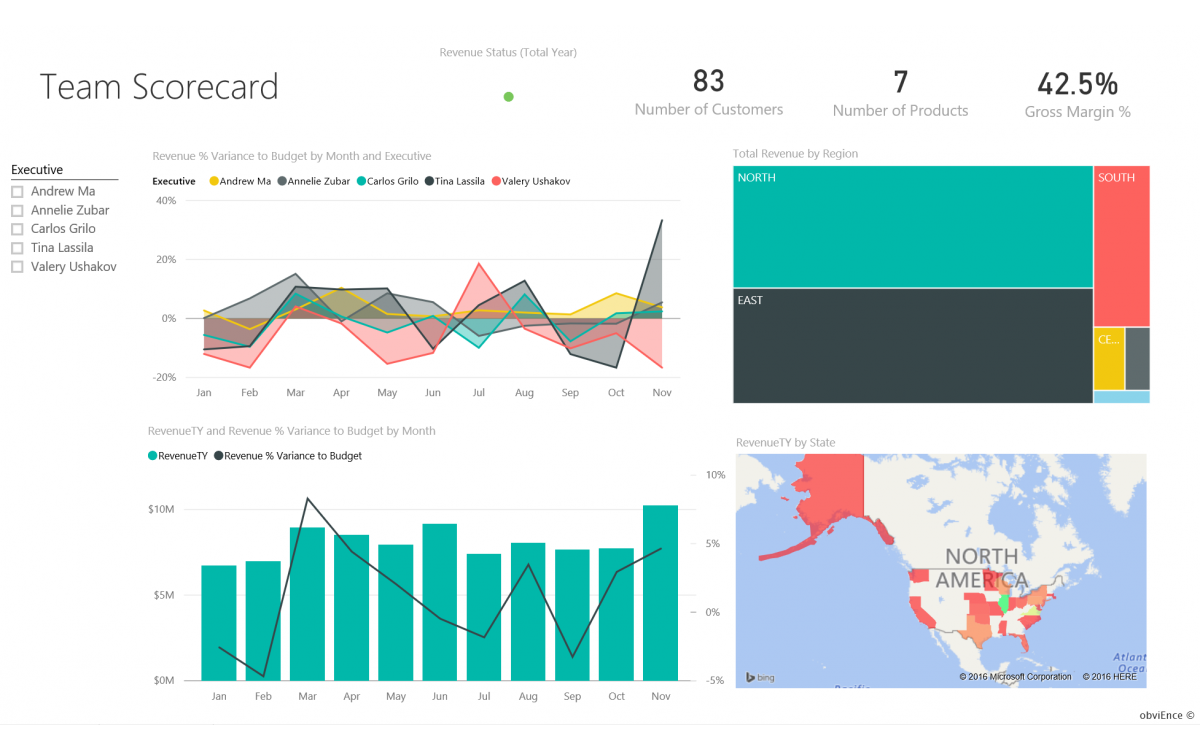 Revenue Status (Total Year)
Team Scorecard
83
Number of Customers
7
Number of Products
42.5%
Gross Margin %
Executive
Andrew Ma
Annelie Zubar
Carlos Grilo
Tina Lassila
Valery Ushakov
Revenue % Variance to Budget by Month and Executive
Executive Andrew Ma Annelie Zubar Carlos Grilo Tina Lassila Valery Ushakov
40%
20%
0%
-20%
Jan Feb Mar Apr May Jun Jul Aug Sep Oct Nov
Total Revenue by Region
NORTH
SOUTH
EAST
CE...
RevenueTY and Revenue % Variance to Budget by Month
RevenueTY Revenue % Variance to Budget
$10M
$5M
$0M
10%
5%
0%
-5%
Jan Feb Mar Apr May Jun Jul Aug Sep Oct Nov
RevenueTY by State
NORTH
AMERICA
Atlant
Ocea
bing
© 2016 Microsoft Corporation © 2016 HERE
obviEnce ©